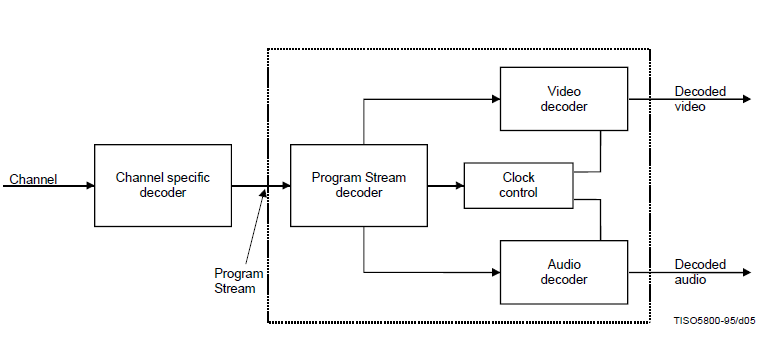 Channel
Channel specific
decoder
Program
Stream
Program Stream
decoder
Clock
control
Video
decoder
Decoded
video
Audio
decoder
Decoded
audio
TISO5800-95/d05